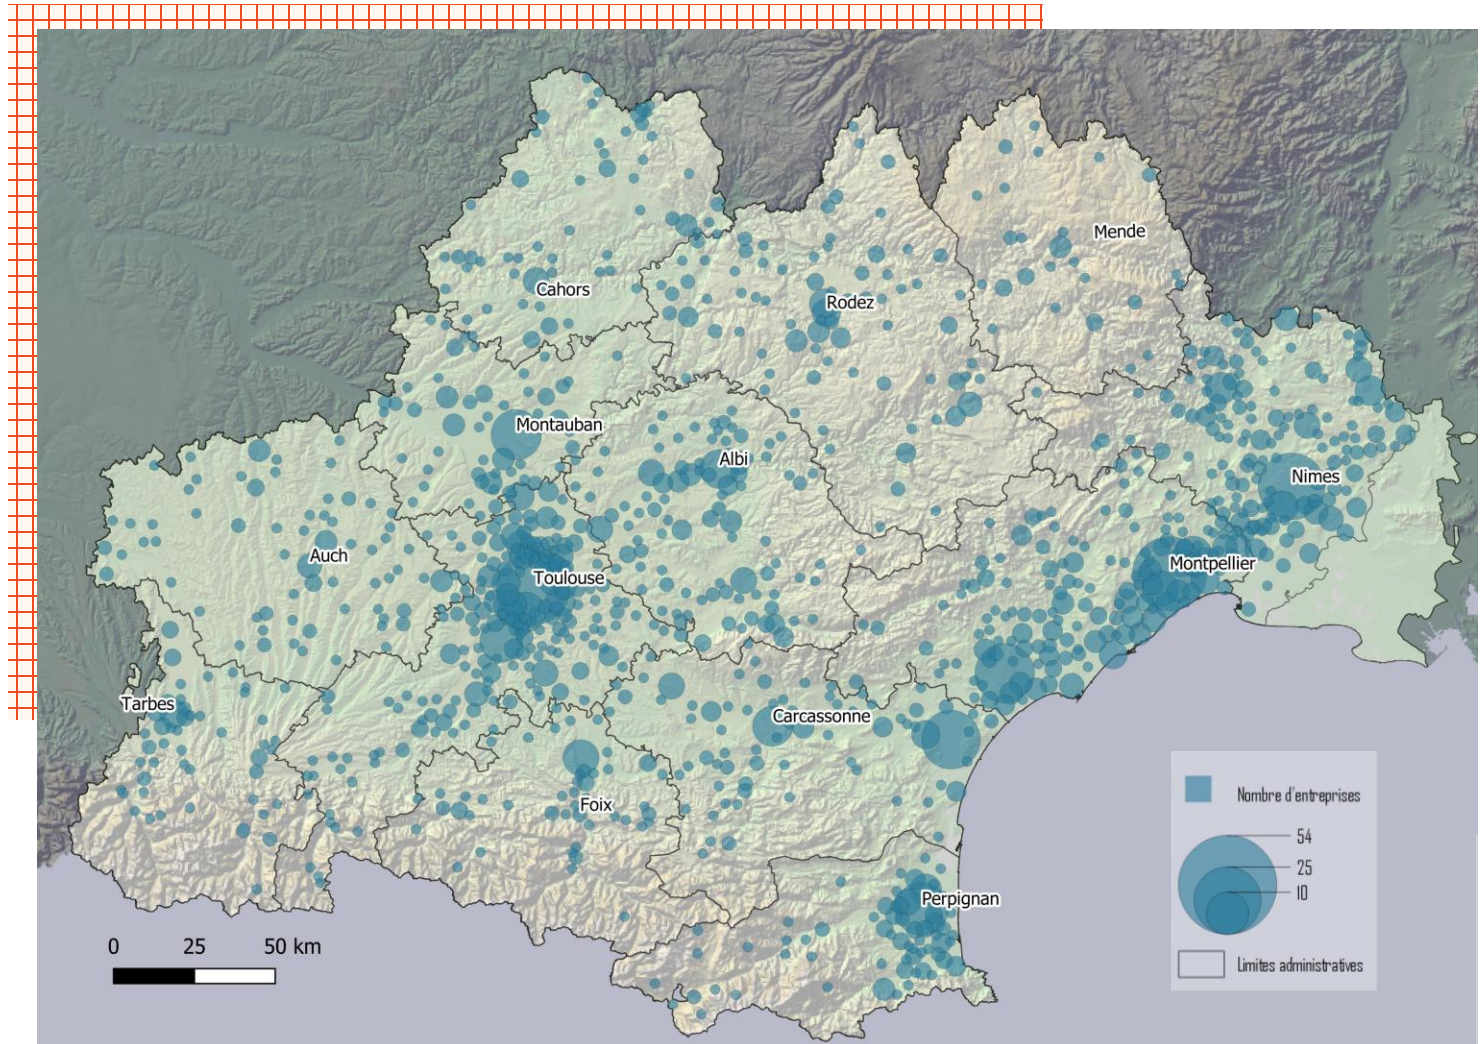 Mende
Cahors
Rodez
Montauban
Albi
Nimes
Auch
Toulouse
Montpellier
Tarbes
Carcassonne
Foix
Perpignan
0 25 50 km
Nombre d'entreprises
54
25
10
Limites administratives